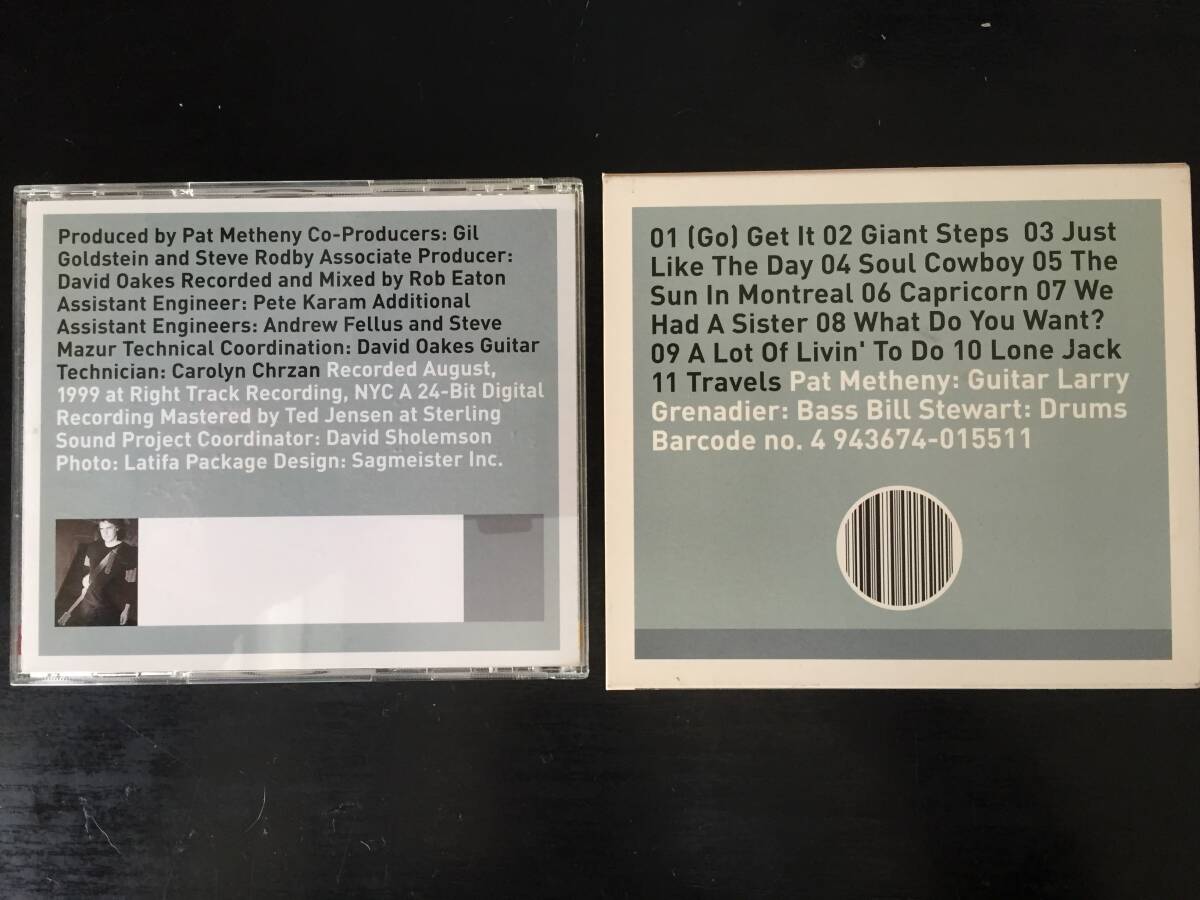 Produced by Pat Metheny Co-Producers: Gil
Goldstein and Steve Rodby Associate Producer:
David Oakes Recorded and Mixed by Rob Eaton
Assistant Engineer: Pete Karam Additional
Assistant Engineers: Andrew Fellus and Steve
Mazur Technical Coordination: David Oakes Guitar
Technician: Carolyn Chrzan Recorded August,
1999 at Right Track Recording, NYC A 24-Bit Digital
Recording Mastered by Ted Jensen at Sterling
Sound Project Coordinator: David Sholemson
Photo: Latifa Package Design: Sagmeister Inc.
01 (Go) Get It 02 Giant Steps 03 Just
Like The Day 04 Soul Cowboy 05 The
Sun In Montreal 06 Capricorn 07 We
Had A Sister 08 What Do You Want?
09 A Lot Of Livin' To Do 10 Lone Jack
11 Travels Pat Metheny: Guitar Larry
Grenadier: Bass Bill Stewart: Drums
Barcode no. 4 943674-015511